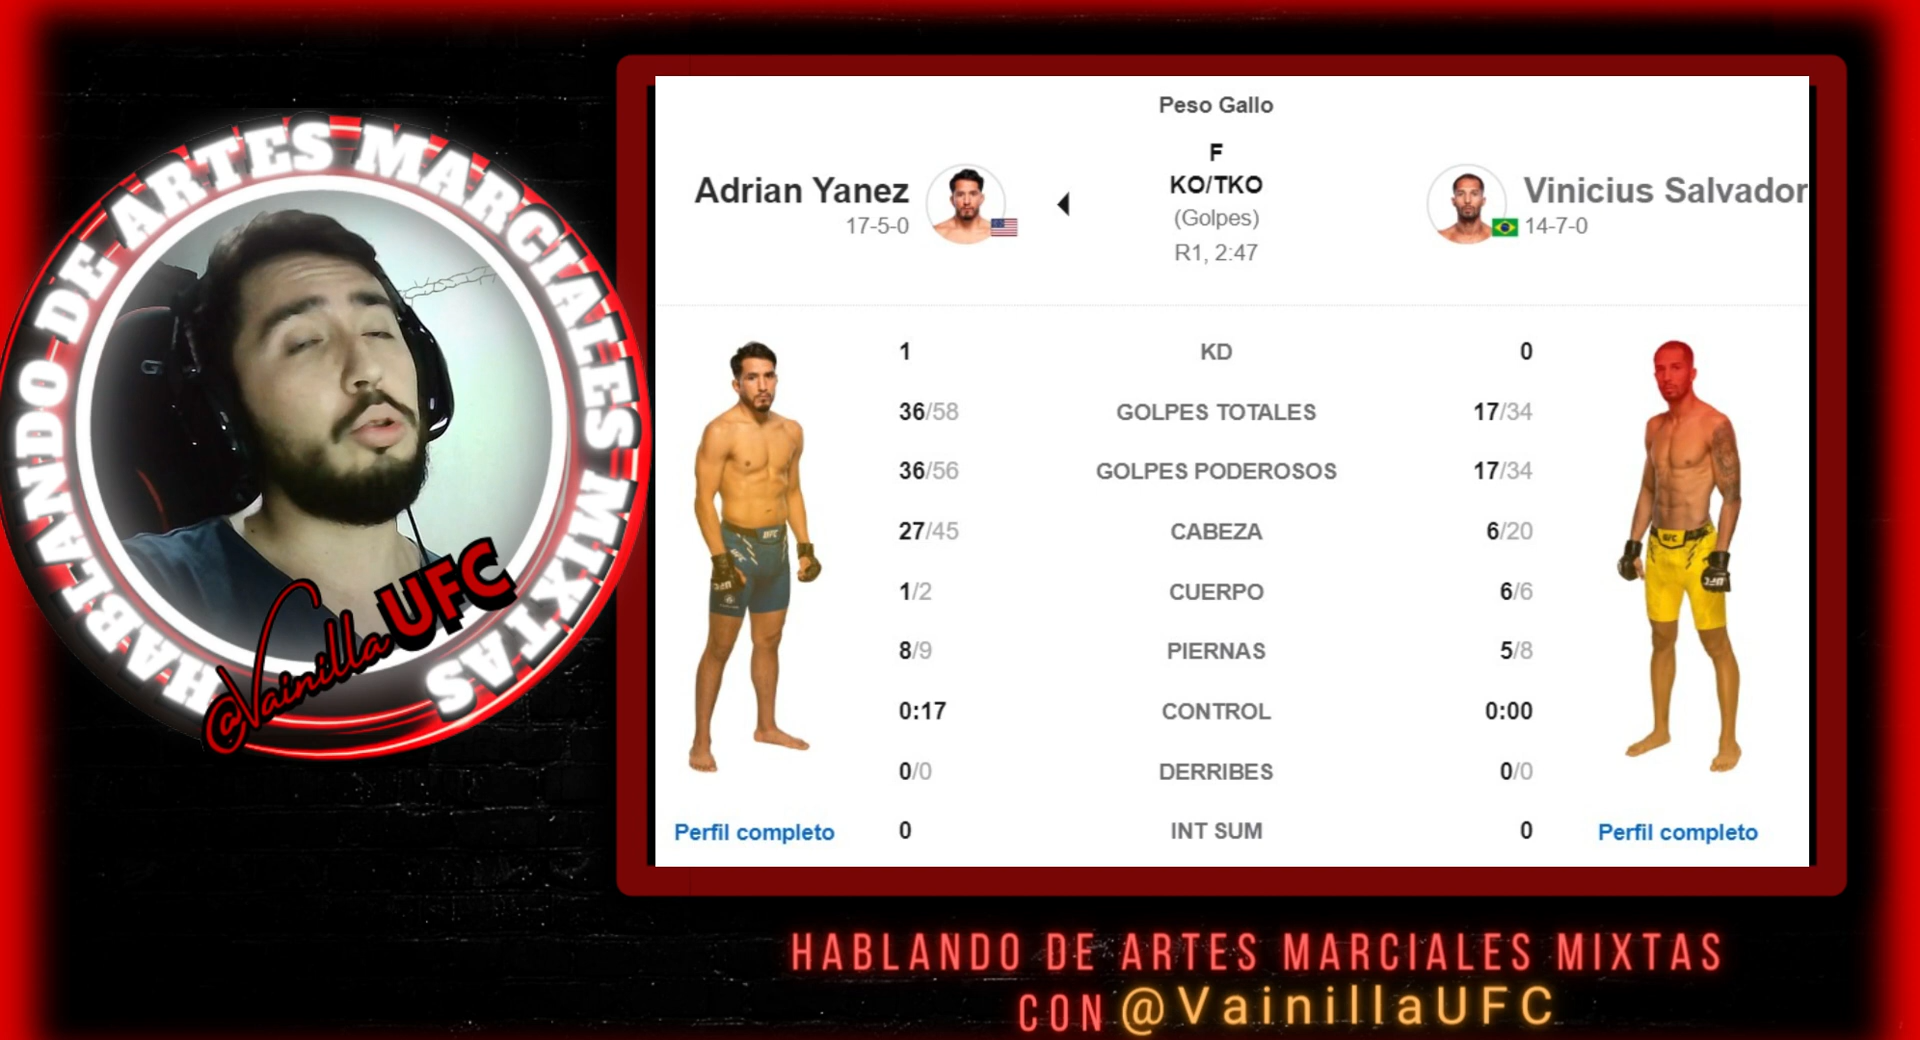 HABLANDO DE ARTES MARCIALES MIXTAS
@VainillaUFC
Peso Gallo
F
KO/TKO
(Golpes)
R1, 2:47
Adrian Yanez
17-5-0
Vinicius Salvador
14-7-0
1 KD 0
36/58 GOLPES TOTALES 17/34
36/56 GOLPES PODEROSOS 17/34
27/45 CABEZA 6/20
1/2 CUERPO 6/6
8/9 PIERNAS 5/8
0:17 CONTROL 0:00
0/0 DERRIBES 0/0
Perfil completo 0 INT SUM 0 Perfil completo
HABLANDO DE ARTES MARCIALES MIXTAS
CON @VainillaUFC